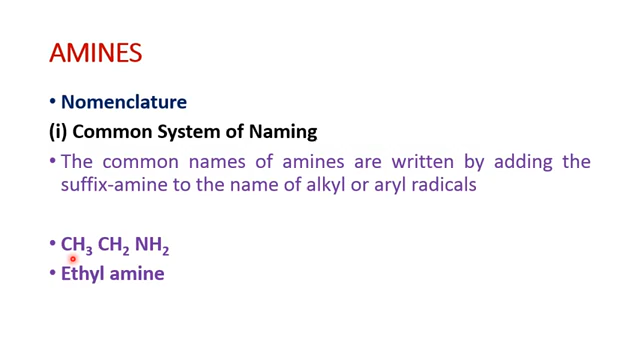 AMINES
• Nomenclature
(i) Common System of Naming
• The common names of amines are written by adding the
suffix-amine to the name of alkyl or aryl radicals
• CH₃ CH₂ NH₂
• Ethyl amine